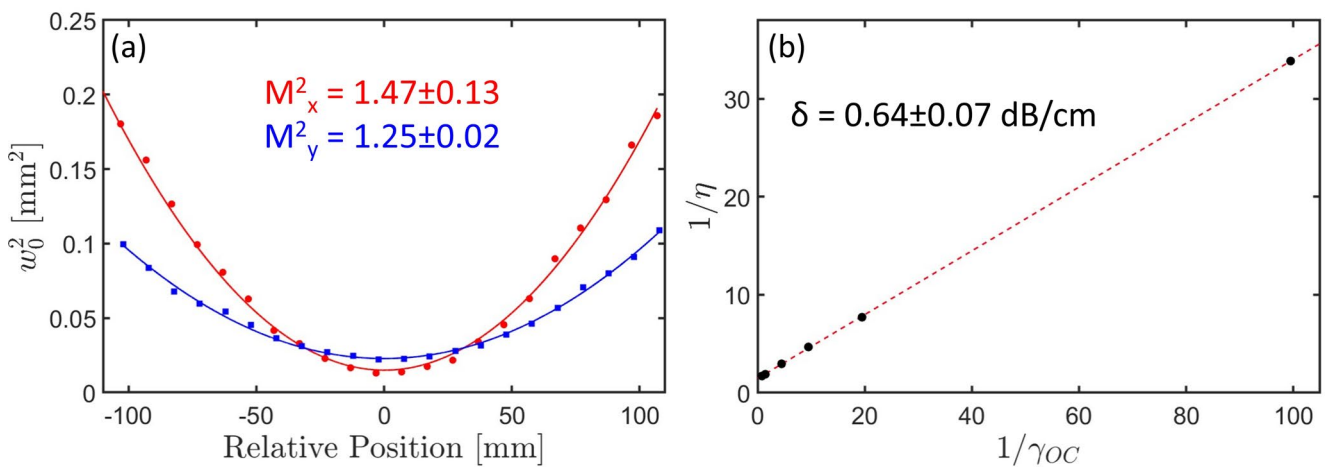 (a)
M²ₓ = 1.47±0.13
M²ᵧ = 1.25±0.02
0.25
0.2
0.15
0.1
0.05
0
w₀² [mm²]
-100 -50 0 50 100
Relative Position [mm]
(b)
δ = 0.64±0.07 dB/cm
30
20
10
0
1/η
0 20 40 60 80 100
1/γ_OC